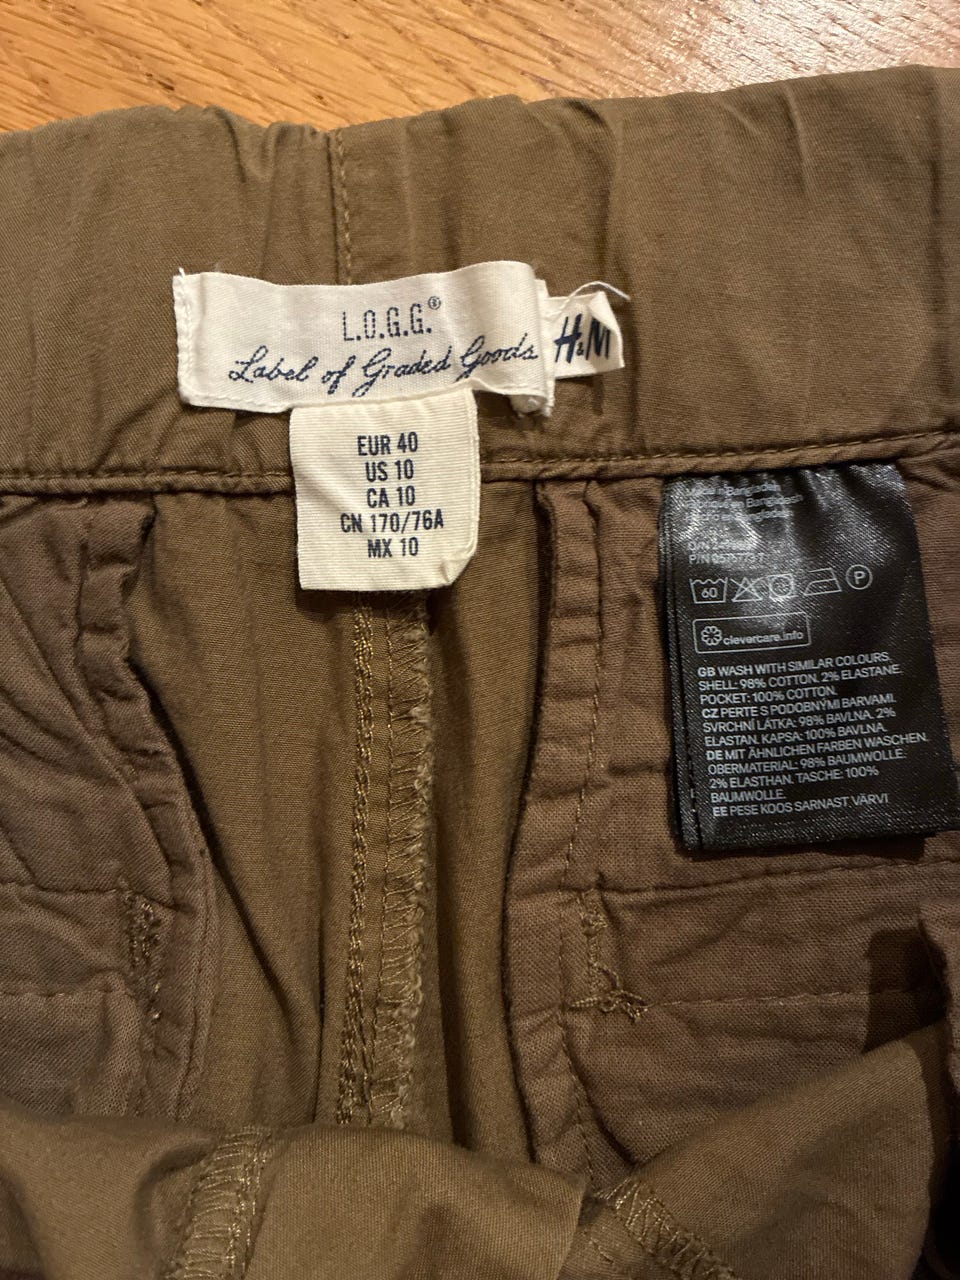 L.O.G.G.®
Label of Graded Goods
H&M
EUR 40
US 10
CA 10
CN 170/76A
MX 10
60
P
clevercare.info
GB WASH WITH SIMILAR COLOURS.
SHELL: 98% COTTON. 2% ELASTANE.
POCKET: 100% COTTON.
CZ PERTE S PODOBNÝMI BARVAMI.
SVRCHNÍ LÁTKA: 98% BAVLNA. 2%
ELASTAN. KAPSA: 100% BAVLNA.
DE MIT ÄHNLICHEN FARBEN WASCHEN.
OBERMATERIAL: 98% BAUMWOLLE.
2% ELASTHAN. TASCHE: 100%
BAUMWOLLE.
EE PESE KOOS SARNAST VÄRVI